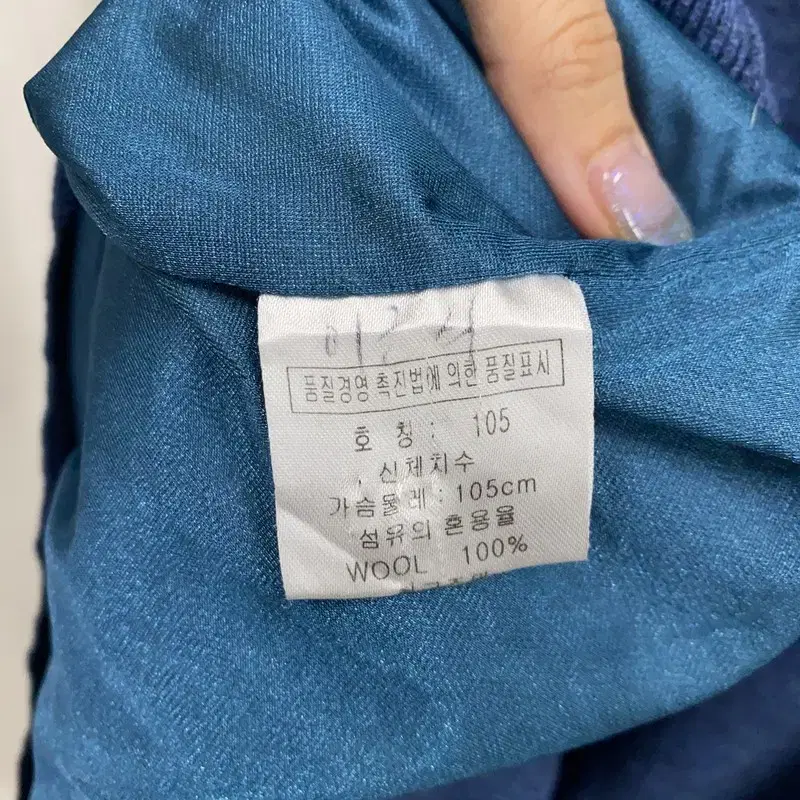 품질경영 촉진법에 의한 품질표시
호 칭 : 105
신체치수
가슴물레 : 105cm
섬유의 혼용율
WOOL 100%